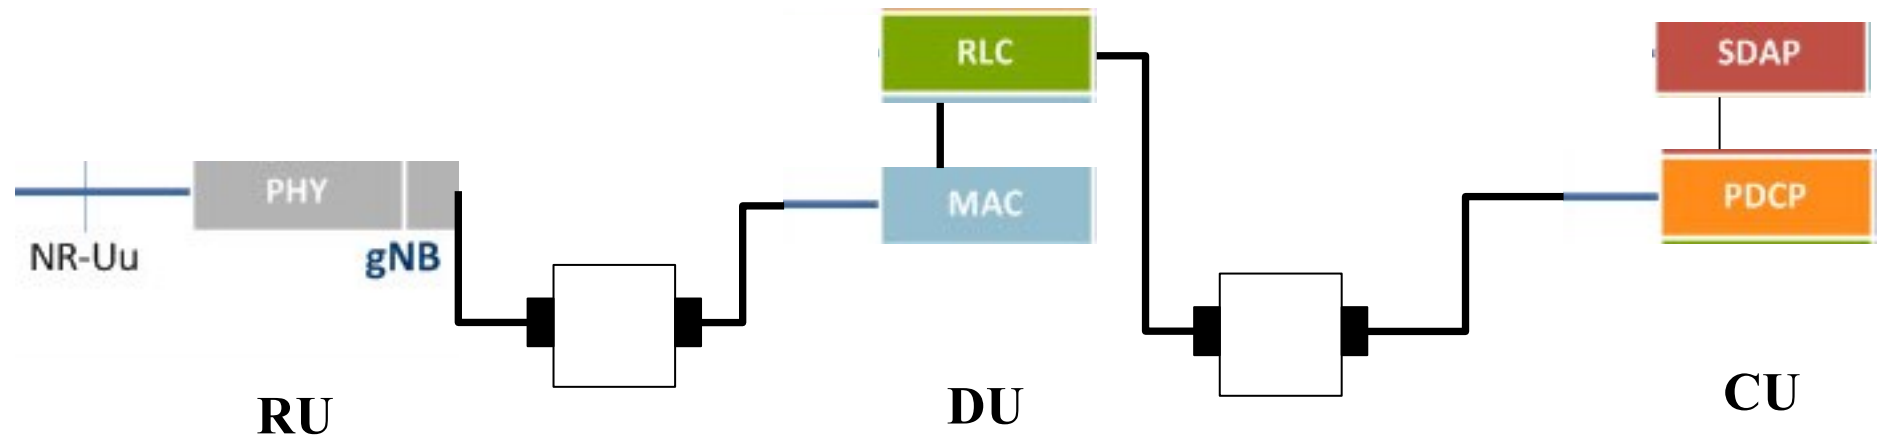 RLC
SDAP
PHY
MAC
PDCP
NR-Uu
gNB
RU
DU
CU